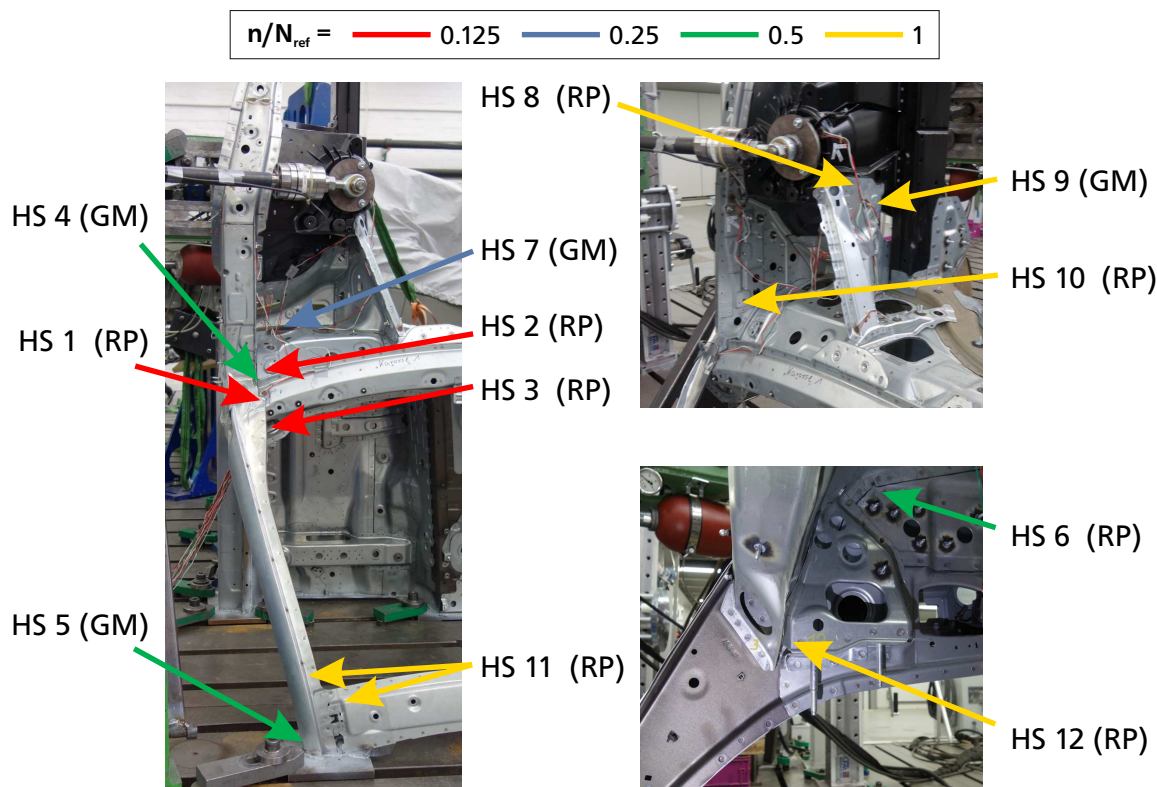 n/Nref = 0.125 0.25 0.5 1
HS 8 (RP)
HS 4 (GM)
HS 9 (GM)
HS 7 (GM)
HS 10 (RP)
HS 1 (RP)
HS 2 (RP)
HS 3 (RP)
HS 6 (RP)
HS 5 (GM)
HS 11 (RP)
HS 12 (RP)